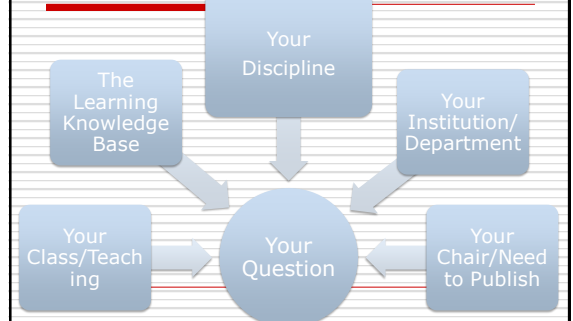 Your
Discipline
The
Learning
Knowledge
Base
Your
Institution/
Department
Your
Class/Teach
ing
Your
Question
Your
Chair/Need
to Publish